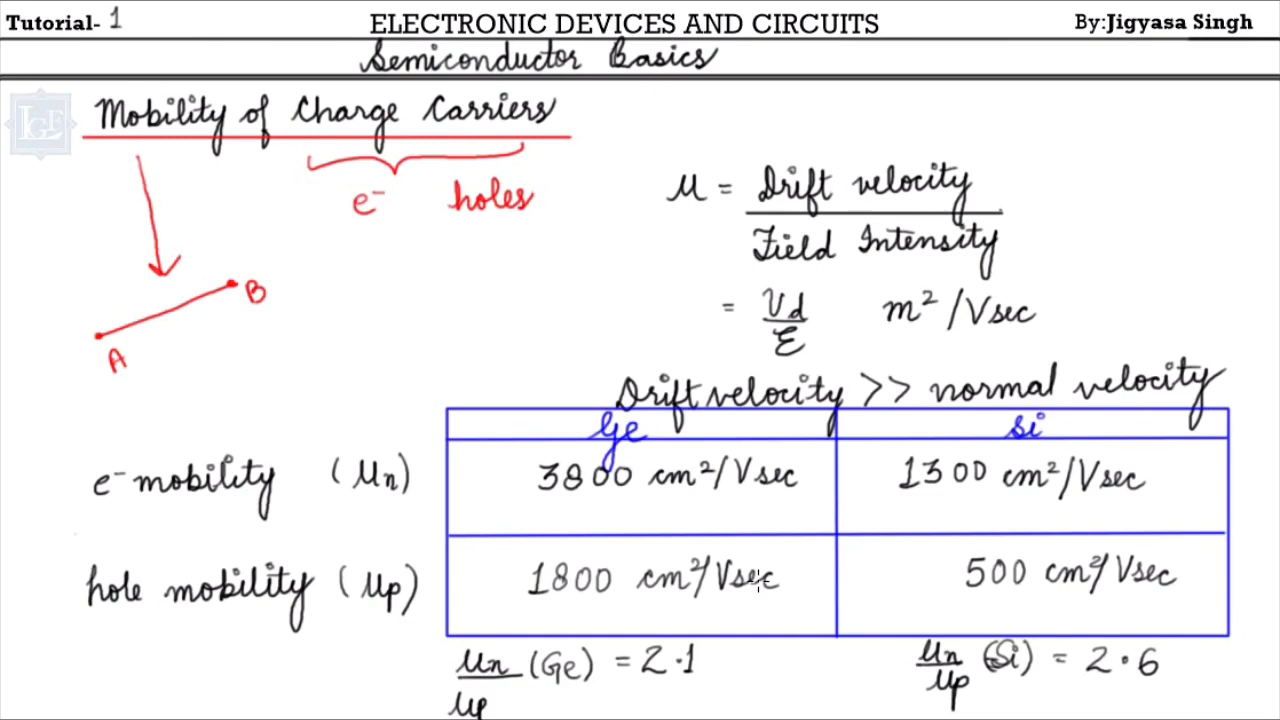 Tutorial- 1 ELECTRONIC DEVICES AND CIRCUITS By:Jigyasa Singh
Semiconductor Basics
IGE
Mobility of Charge Carriers
e⁻ holes
μ = Drift velocity
Field Intensity
= Vd/ε m²/Vsec
A B
Drift velocity >> normal velocity
Ge Si
e⁻ mobility (μn) 3800 cm²/Vsec 1300 cm²/Vsec
hole mobility (μp) 1800 cm²/Vsec 500 cm²/Vsec
μn/μp (Ge) = 2.1 μn/μp (Si) = 2.6